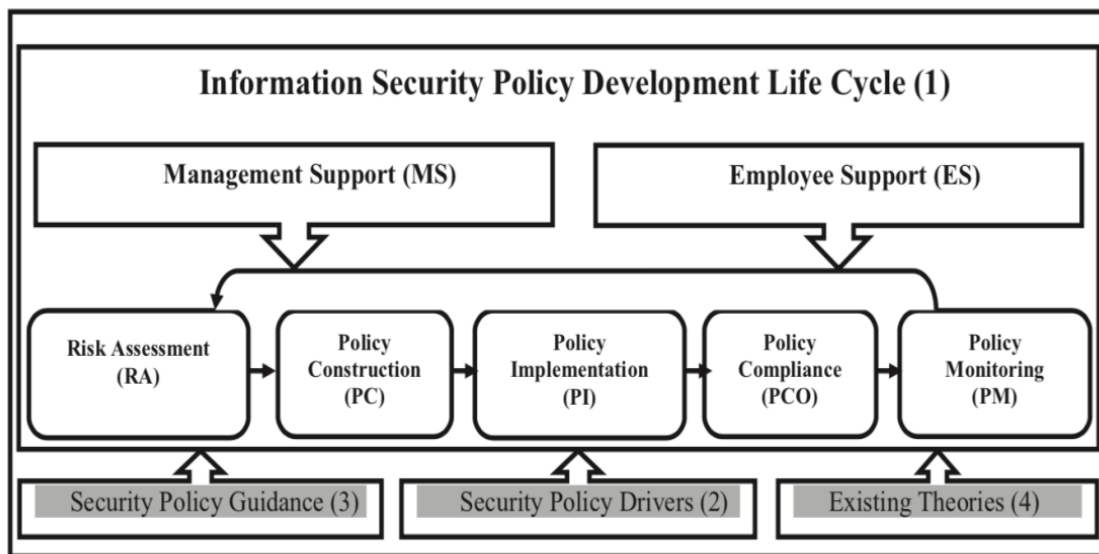 Information Security Policy Development Life Cycle (1)
Management Support (MS)
Employee Support (ES)
Risk Assessment
(RA)
Policy
Construction
(PC)
Policy
Implementation
(PI)
Policy
Compliance
(PCO)
Policy
Monitoring
(PM)
Security Policy Guidance (3)
Security Policy Drivers (2)
Existing Theories (4)